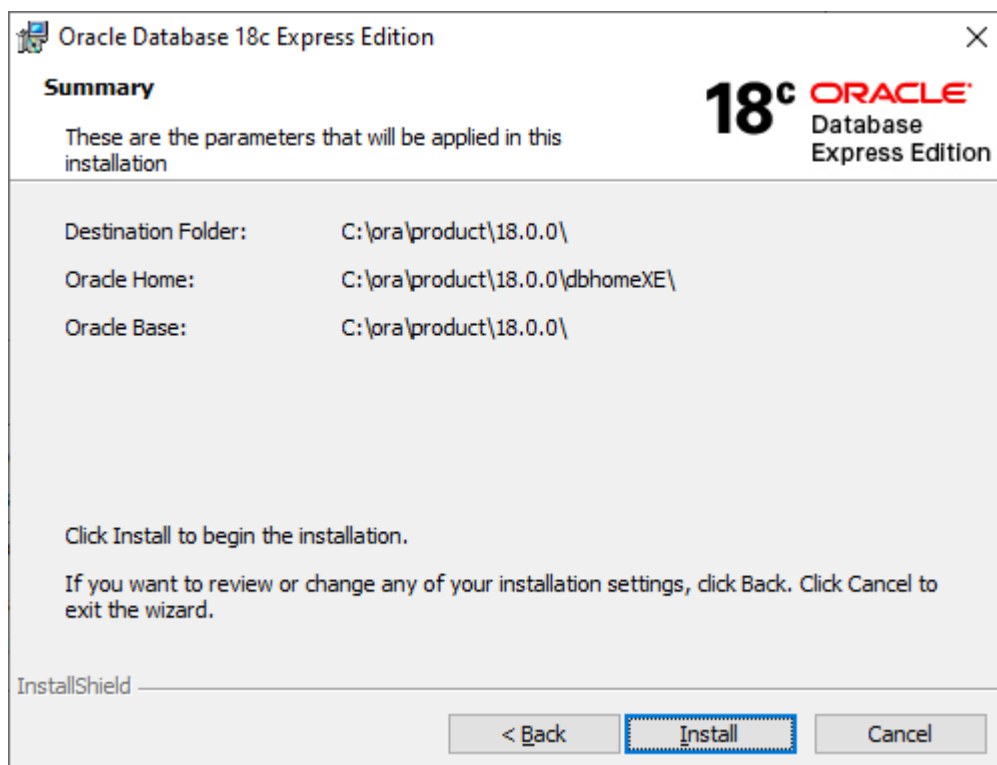 Oracle Database 18c Express Edition
Summary
These are the parameters that will be applied in this
installation
18c ORACLE
Database
Express Edition
Destination Folder: C:\ora\product\18.0.0\
Oracle Home: C:\ora\product\18.0.0\dbhomeXE\
Oracle Base: C:\ora\product\18.0.0\
Click Install to begin the installation.
If you want to review or change any of your installation settings, click Back. Click Cancel to
exit the wizard.
InstallShield
< Back Install Cancel